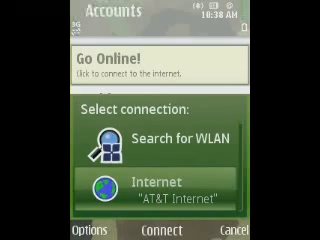 Accounts
3G
10:38 AM
Go Online!
Click to connect to the internet.
Select connection:
Search for WLAN
Internet
"AT&T Internet"
Options Connect Cancel